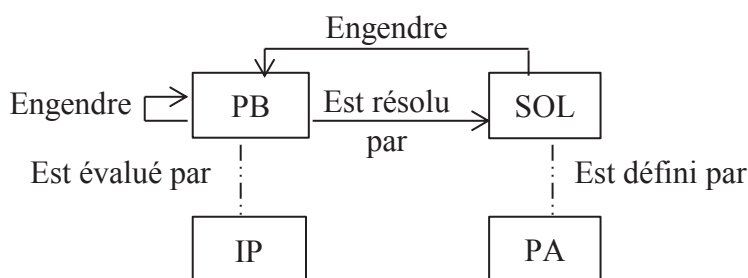 Engendre
Engendre
PB
Est résolu
par
SOL
Est évalué par
Est défini par
IP
PA